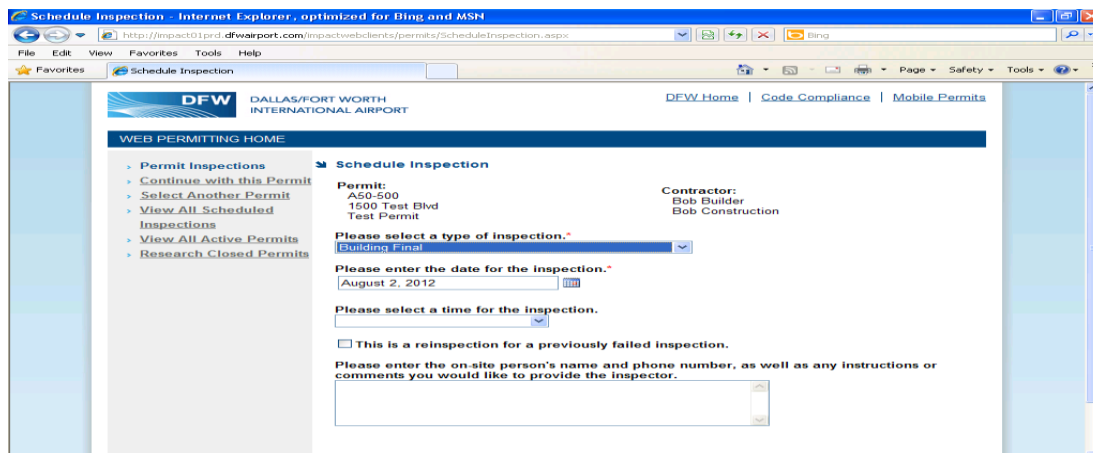 Schedule Inspection - Internet Explorer, optimized for Bing and MSN
http://impact01prd.dfwairport.com/impactwebclients/permits/ScheduleInspection.aspx
Bing
File Edit View Favorites Tools Help
Favorites Schedule Inspection Page Safety Tools
DFW DALLAS/FORT WORTH
INTERNATIONAL AIRPORT
DFW Home | Code Compliance | Mobile Permits
WEB PERMITTING HOME
Permit Inspections
Continue with this Permit
Select Another Permit
View All Scheduled
Inspections
View All Active Permits
Research Closed Permits
Schedule Inspection
Permit:
A50-500
1500 Test Blvd
Test Permit
Contractor:
Bob Builder
Bob Construction
Please select a type of inspection.*
Building Final
Please enter the date for the inspection.*
August 2, 2012
Please select a time for the inspection.
This is a reinspection for a previously failed inspection.
Please enter the on-site person's name and phone number, as well as any instructions or
comments you would like to provide the inspector.